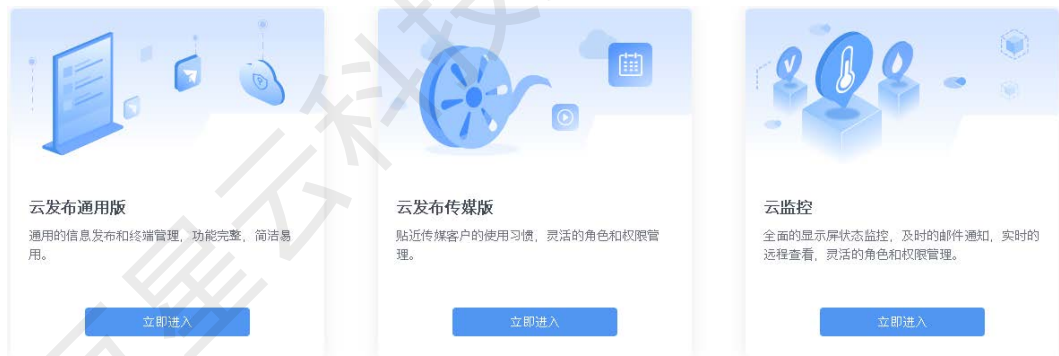 云发布通用版
通用的信息发布和终端管理，功能完整，简洁易
用。
立即进入
云发布传媒版
贴近传媒客户的使用习惯，灵活的角色和权限管
理。
立即进入
云监控
全面的显示屏状态监控，及时的邮件通知，实时的
远程查看，灵活的角色和权限管理。
立即进入
星云科技